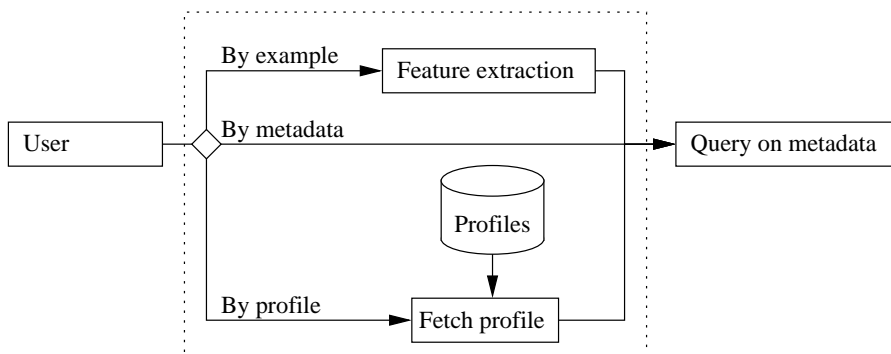 By example
Feature extraction
User
By metadata
Query on metadata
Profiles
By profile
Fetch profile